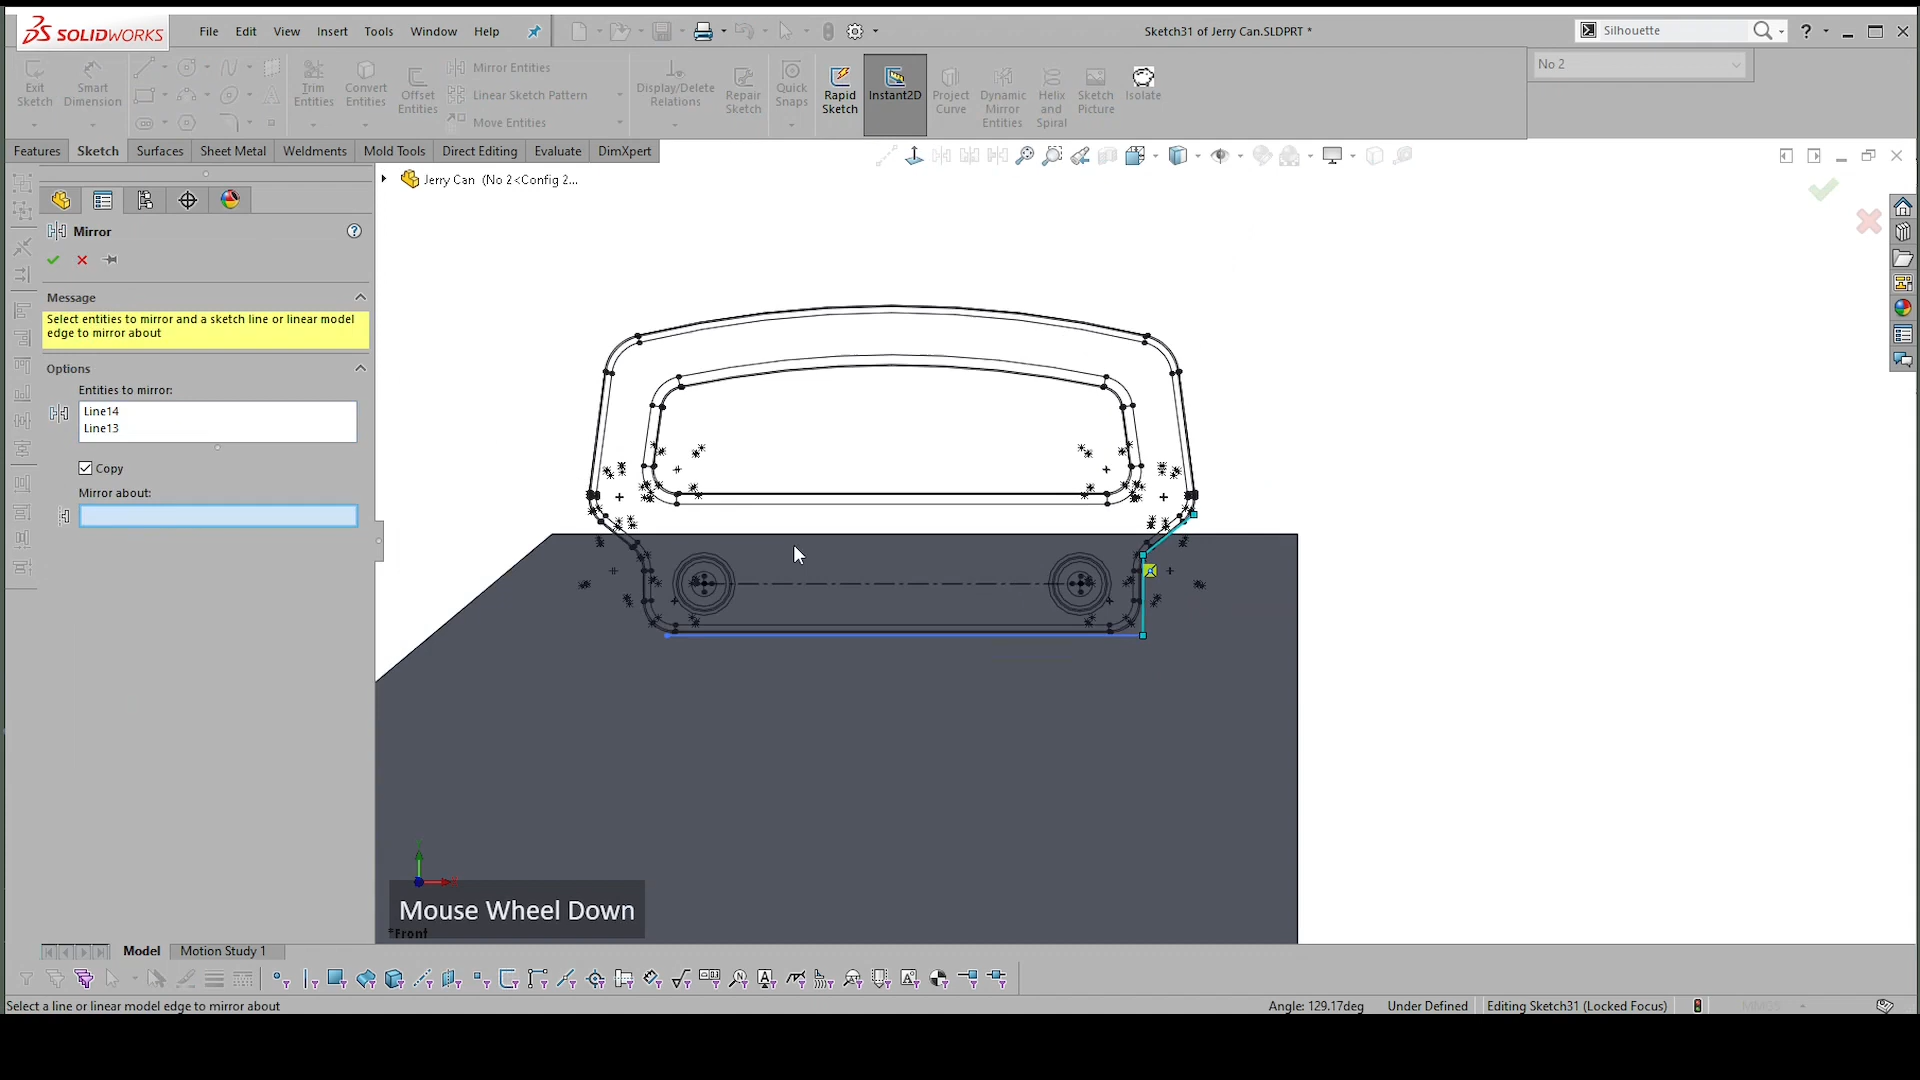 SOLIDWORKS
File Edit View Insert Tools Window Help
Sketch31 of Jerry Can.SLDPRT *
Silhouette
Exit Sketch
Smart Dimension
Trim Entities
Convert Entities
Offset Entities
Mirror Entities
Linear Sketch Pattern
Move Entities
Display/Delete Relations
Repair Sketch
Quick Snaps
Rapid Sketch
Instant2D
Project Curve
Dynamic Mirror Entities
Helix and Spiral
Sketch Picture
Isolate
No 2
Features Sketch Surfaces Sheet Metal Weldments Mold Tools Direct Editing Evaluate DimXpert
Jerry Can (No 2<Config 2...
Mirror
Message
Select entities to mirror and a sketch line or linear model
edge to mirror about
Options
Entities to mirror:
Line14
Line13
Copy
Mirror about:
Mouse Wheel Down
*Front
Model Motion Study 1
Select a line or linear model edge to mirror about
Angle: 129.17deg Under Defined Editing Sketch31 (Locked Focus)